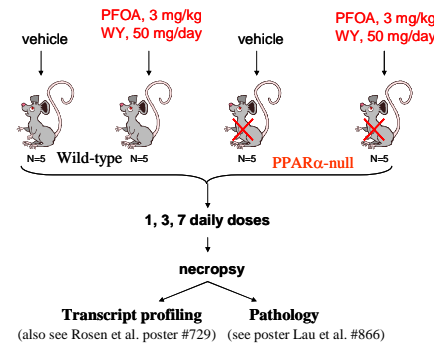 vehicle
PFOA, 3 mg/kg
WY, 50 mg/day
vehicle
PFOA, 3 mg/kg
WY, 50 mg/day
N=5
Wild-type
N=5
N=5
PPARα-null
N=5
1, 3, 7 daily doses
necropsy
Transcript profiling
(also see Rosen et al. poster #729)
Pathology
(see poster Lau et al. #866)